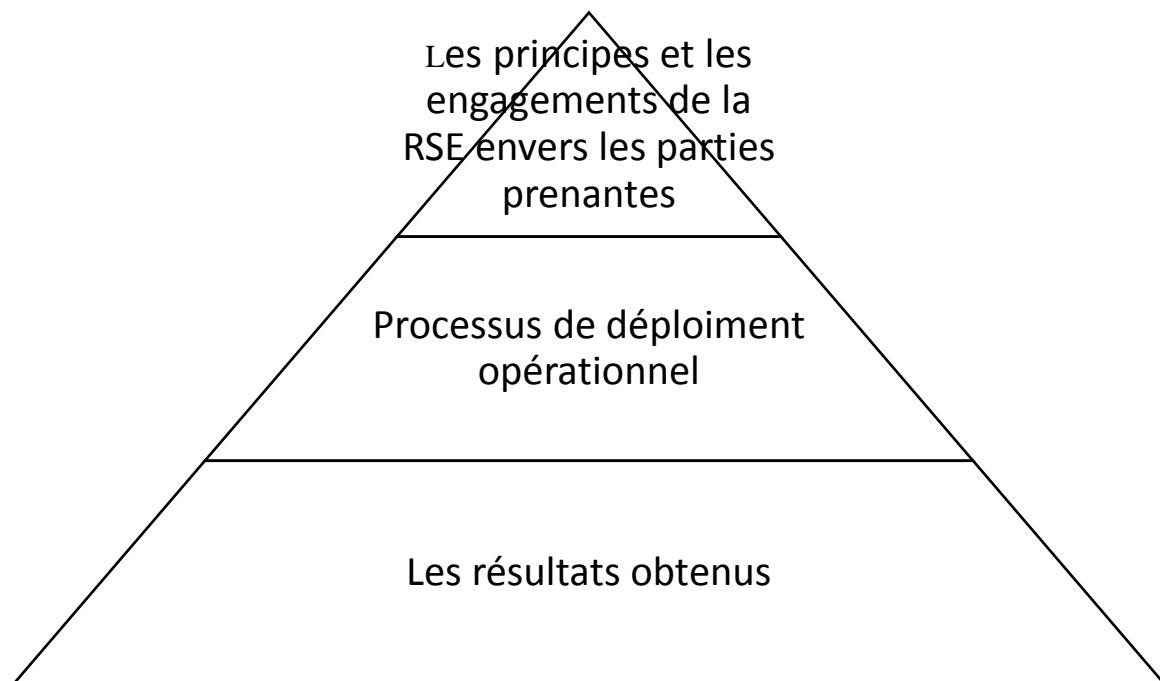 Les principes et les
engagements de la
RSE envers les parties
prenantes
Processus de déploiment
opérationnel
Les résultats obtenus